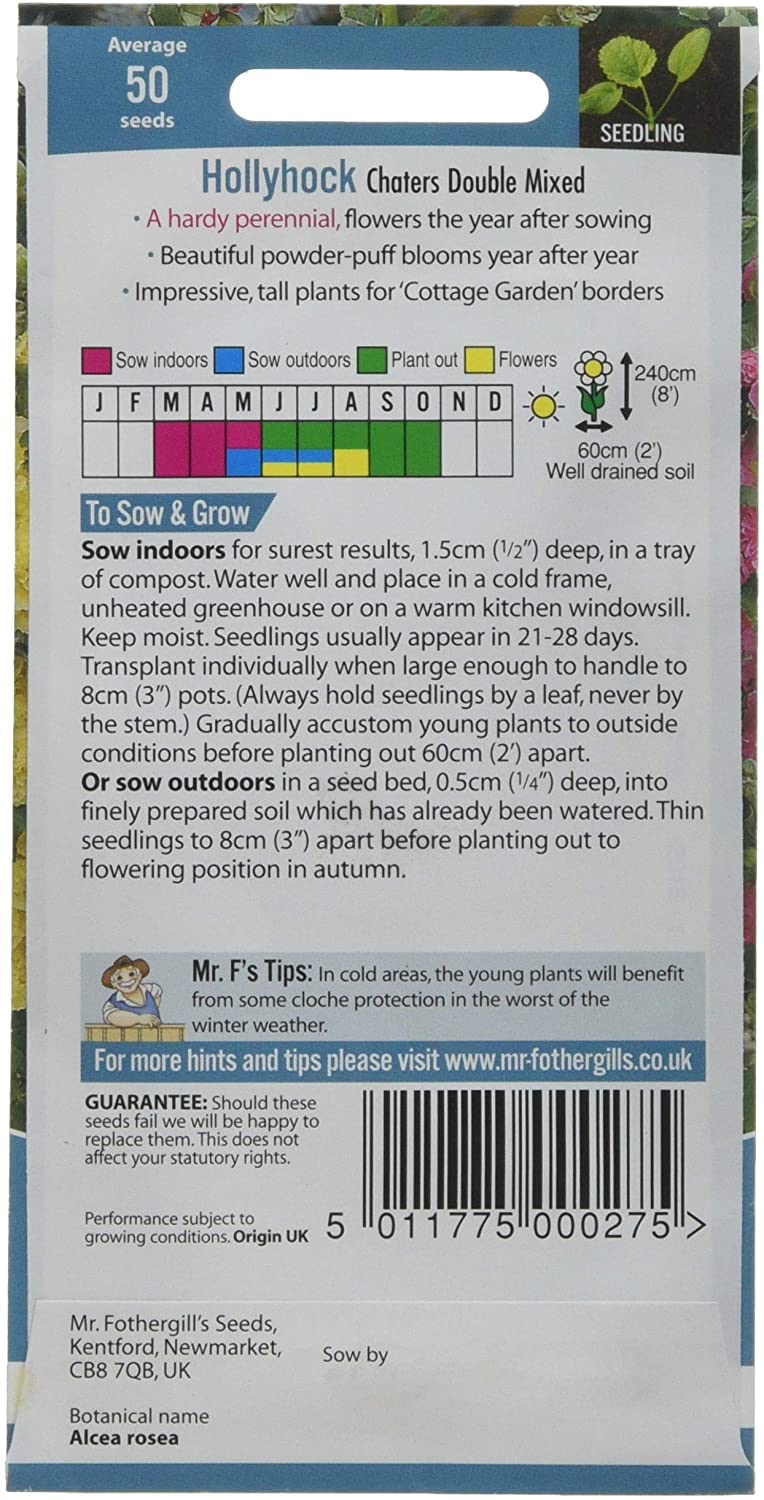 Average
50
seeds
SEEDLING
Hollyhock Chaters Double Mixed
• A hardy perennial, flowers the year after sowing
• Beautiful powder-puff blooms year after year
• Impressive, tall plants for ‘Cottage Garden’ borders
Sow indoors Sow outdoors Plant out Flowers
J F M A M J J A S O N D
240cm
(8’)
60cm (2’)
Well drained soil
To Sow & Grow
Sow indoors for surest results, 1.5cm (1/2”) deep, in a tray
of compost. Water well and place in a cold frame,
unheated greenhouse or on a warm kitchen windowsill.
Keep moist. Seedlings usually appear in 21-28 days.
Transplant individually when large enough to handle to
8cm (3”) pots. (Always hold seedlings by a leaf, never by
the stem.) Gradually accustom young plants to outside
conditions before planting out 60cm (2’) apart.
Or sow outdoors in a seed bed, 0.5cm (1/4”) deep, into
finely prepared soil which has already been watered. Thin
seedlings to 8cm (3”) apart before planting out to
flowering position in autumn.
Mr. F’s Tips: In cold areas, the young plants will benefit
from some cloche protection in the worst of the
winter weather.
For more hints and tips please visit www.mr-fothergills.co.uk
GUARANTEE: Should these
seeds fail we will be happy to
replace them. This does not
affect your statutory rights.
Performance subject to
growing conditions. Origin UK
5 011775 000275 >
Mr. Fothergill’s Seeds,
Kentford, Newmarket,
CB8 7QB, UK
Sow by
Botanical name
Alcea rosea